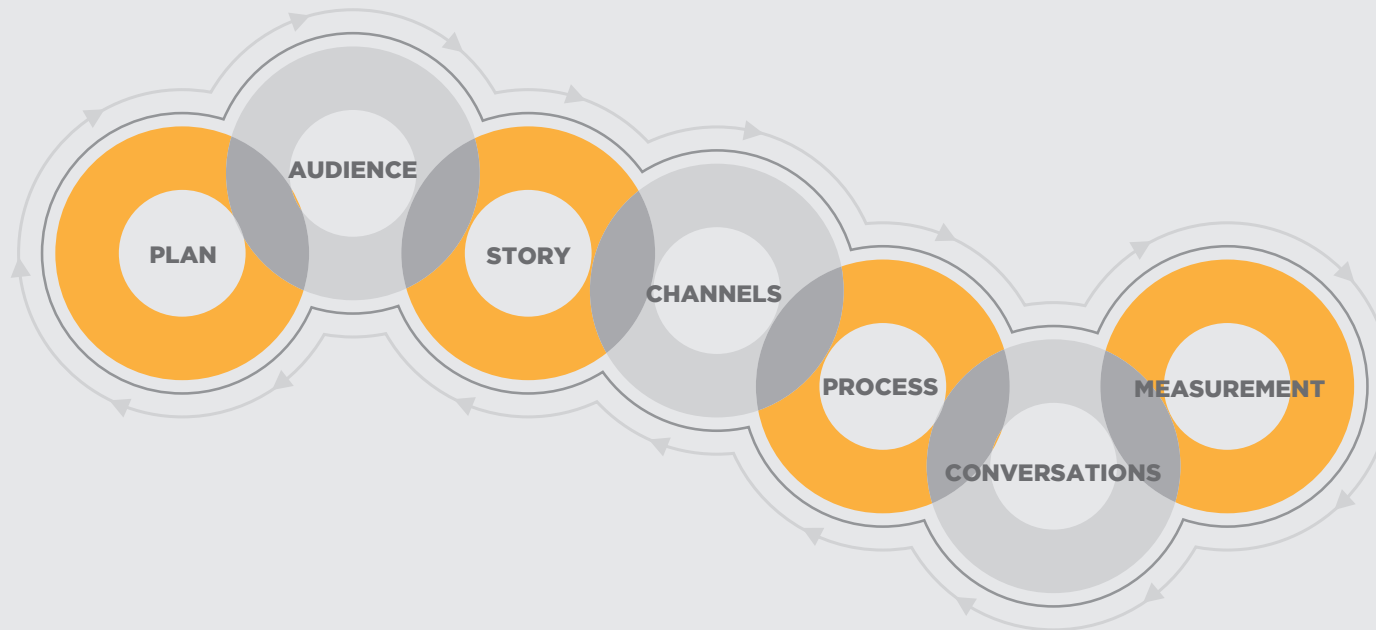 PLAN
AUDIENCE
STORY
CHANNELS
PROCESS
CONVERSATIONS
MEASUREMENT